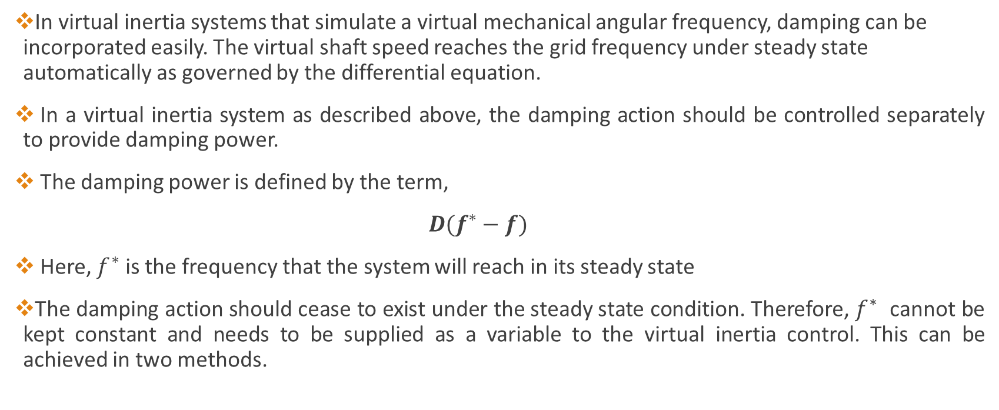 ❖In virtual inertia systems that simulate a virtual mechanical angular frequency, damping can be
incorporated easily. The virtual shaft speed reaches the grid frequency under steady state
automatically as governed by the differential equation.
❖ In a virtual inertia system as described above, the damping action should be controlled separately
to provide damping power.
❖ The damping power is defined by the term,
D(f* − f)
❖ Here, f* is the frequency that the system will reach in its steady state
❖The damping action should cease to exist under the steady state condition. Therefore, f* cannot be
kept constant and needs to be supplied as a variable to the virtual inertia control. This can be
achieved in two methods.